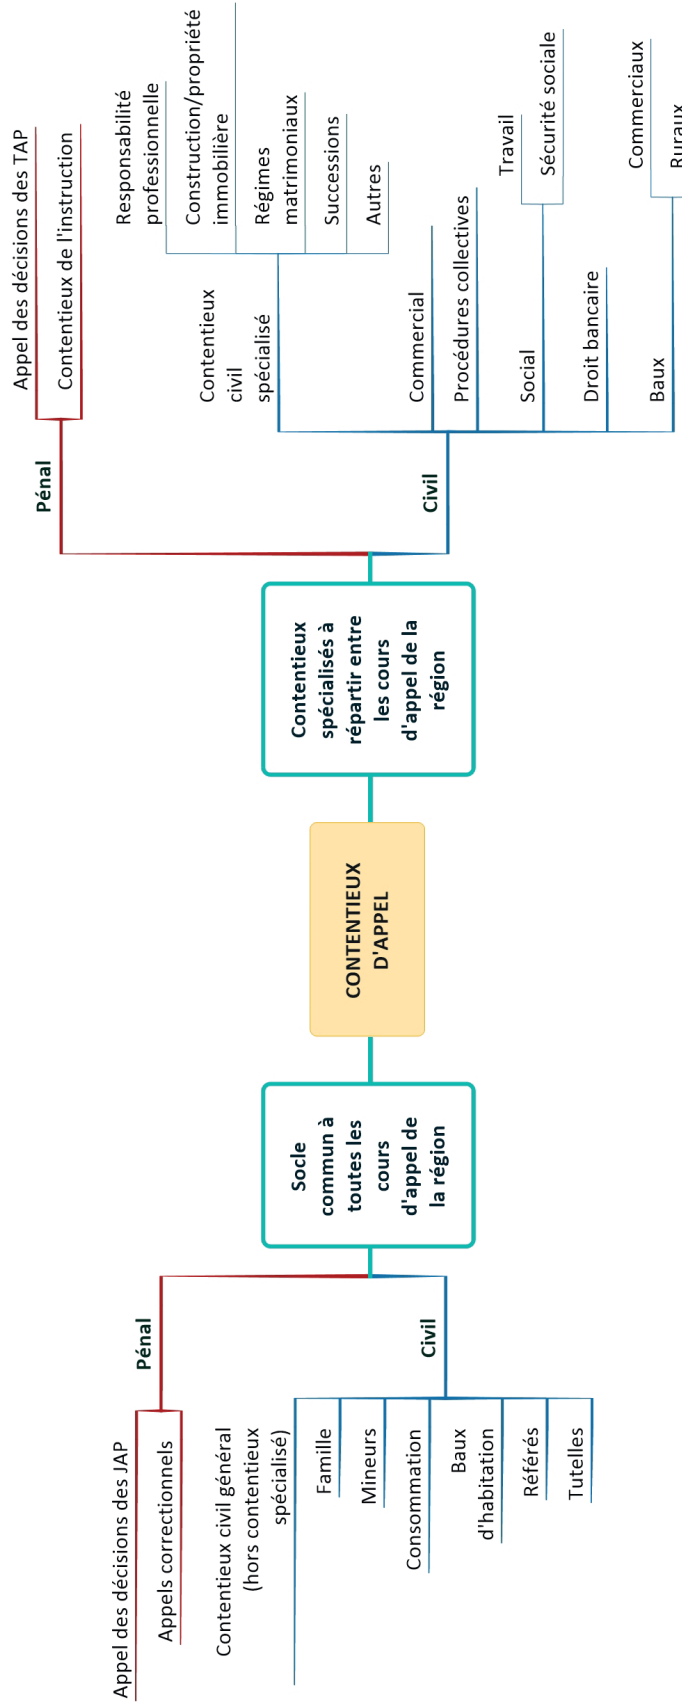 CONTENTIEUX
D'APPEL
Socle
commun à
toutes les
cours
d'appel de
la région
Pénal
Appel des décisions des JAP
Appels correctionnels
Civil
Contentieux civil général
(hors contentieux
spécialisé)
Famille
Mineurs
Consommation
Baux
d'habitation
Référés
Tutelles
Contentieux
spécialisés à
répartir entre
les cours
d'appel de la
région
Pénal
Appel des décisions des TAP
Contentieux de l'instruction
Civil
Contentieux
civil
spécialisé
Responsabilité
professionnelle
Construction/propriété
immobilière
Régimes
matrimoniaux
Successions
Autres
Commercial
Procédures collectives
Social
Travail
Sécurité sociale
Droit bancaire
Baux
Commerciaux
Ruraux